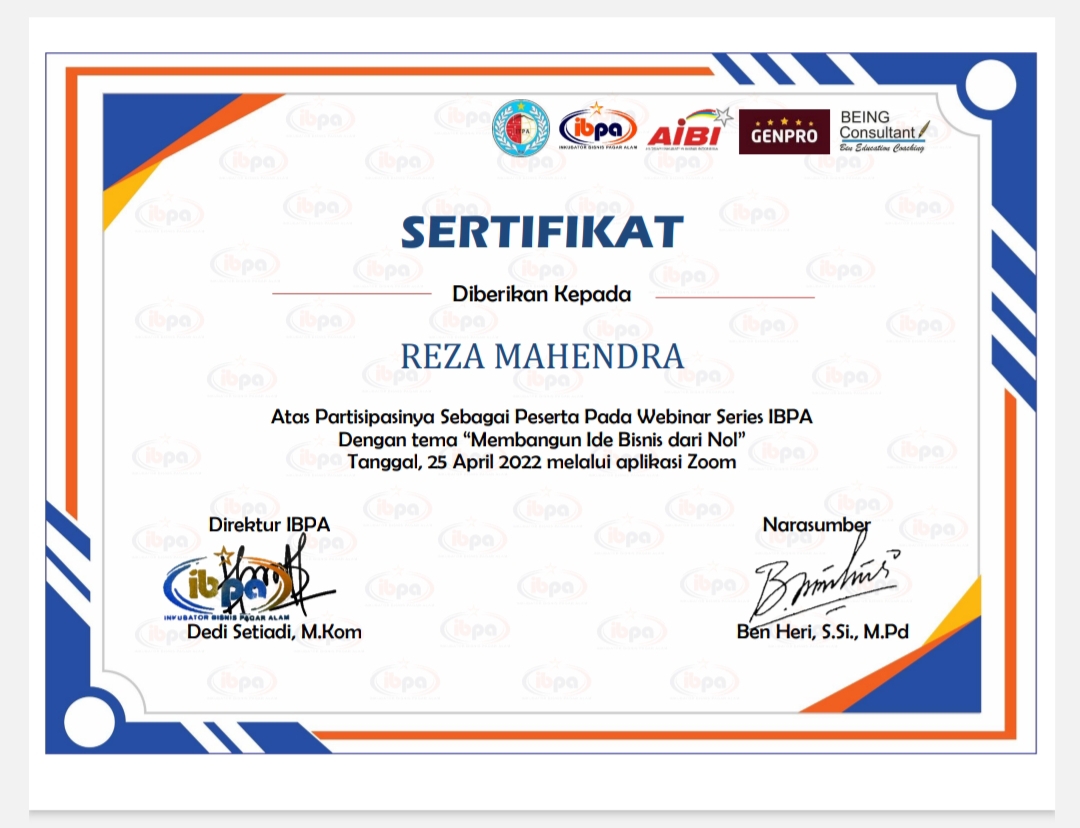 ITPA
ibpa
INKUBATOR BISNIS PAGAR ALAM
AiBI
GENPRO
BEING
Consultant
Ben Education Coaching
SERTIFIKAT
Diberikan Kepada
REZA MAHENDRA
Atas Partisipasinya Sebagai Peserta Pada Webinar Series IBPA
Dengan tema “Membangun Ide Bisnis dari Nol”
Tanggal, 25 April 2022 melalui aplikasi Zoom
Direktur IBPA
Narasumber
ibpa
INKUBATOR BISNIS PAGAR ALAM
Dedi Setiadi, M.Kom
Ben Heri, S.Si., M.Pd